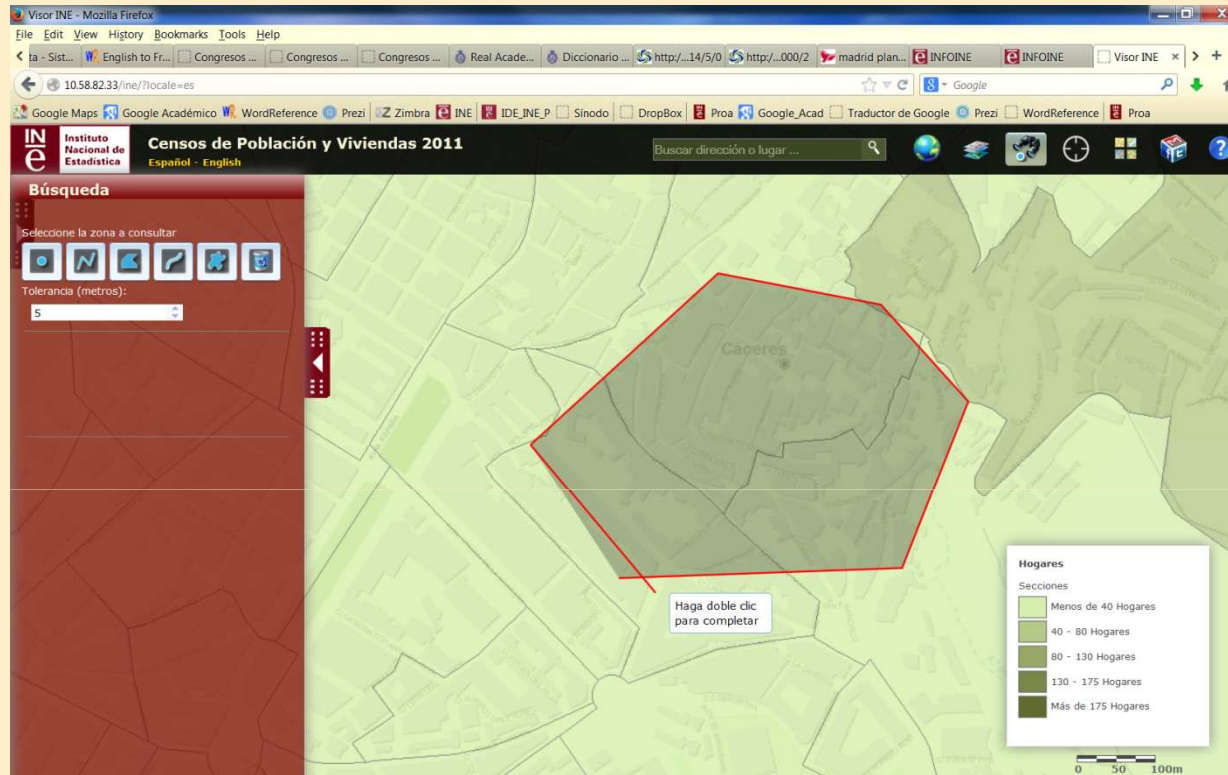 Visor INE - Mozilla Firefox
File Edit View History Bookmarks Tools Help
ta - Sist... English to Fr... Congresos ... Congresos ... Congresos ... Real Acade... Diccionario ... http:/...14/5/0 http:/...000/2 madrid plan... INFOINE INFOINE Visor INE
10.58.82.33/ine/?locale=es Google
Google Maps Google Académico WordReference Prezi Zimbra INE IDE_INE_P Sínodo DropBox Proa Google_Acad Traductor de Google Prezi WordReference Proa
INe Instituto Nacional de Estadística
Censos de Población y Viviendas 2011
Español - English
Buscar dirección o lugar ...
Búsqueda
Seleccione la zona a consultar
Tolerancia (metros):
5
Cáceres
Haga doble clic
para completar
Hogares
Secciones
Menos de 40 Hogares
40 - 80 Hogares
80 - 130 Hogares
130 - 175 Hogares
Más de 175 Hogares
0 50 100m